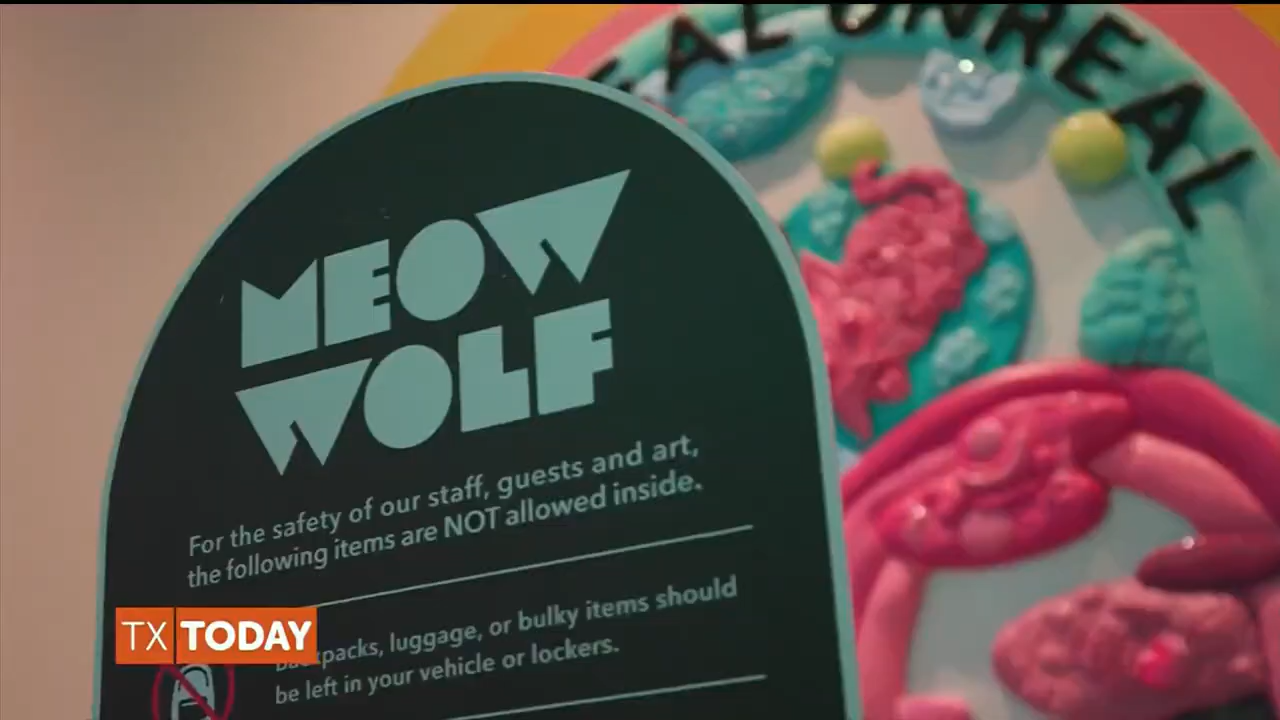 EAL UNREAL
MEOW
WOLF
For the safety of our staff, guests and art,
the following items are NOT allowed inside.
packs, luggage, or bulky items should
be left in your vehicle or lockers.
TX TODAY